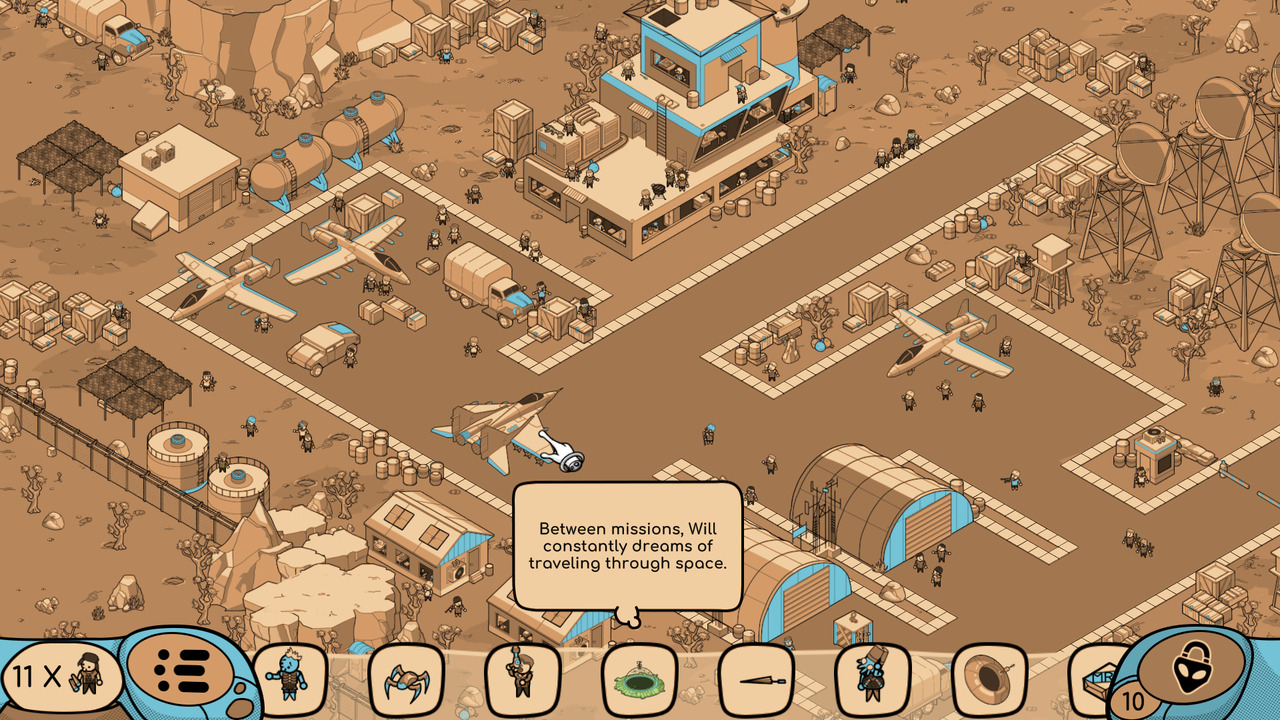 Between missions, Will
constantly dreams of
traveling through space.
11 X
10